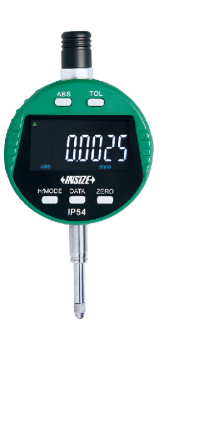 ABS TOL
0.0025
ABS mm
INSIZE
H/MODE DATA ZERO
IP54